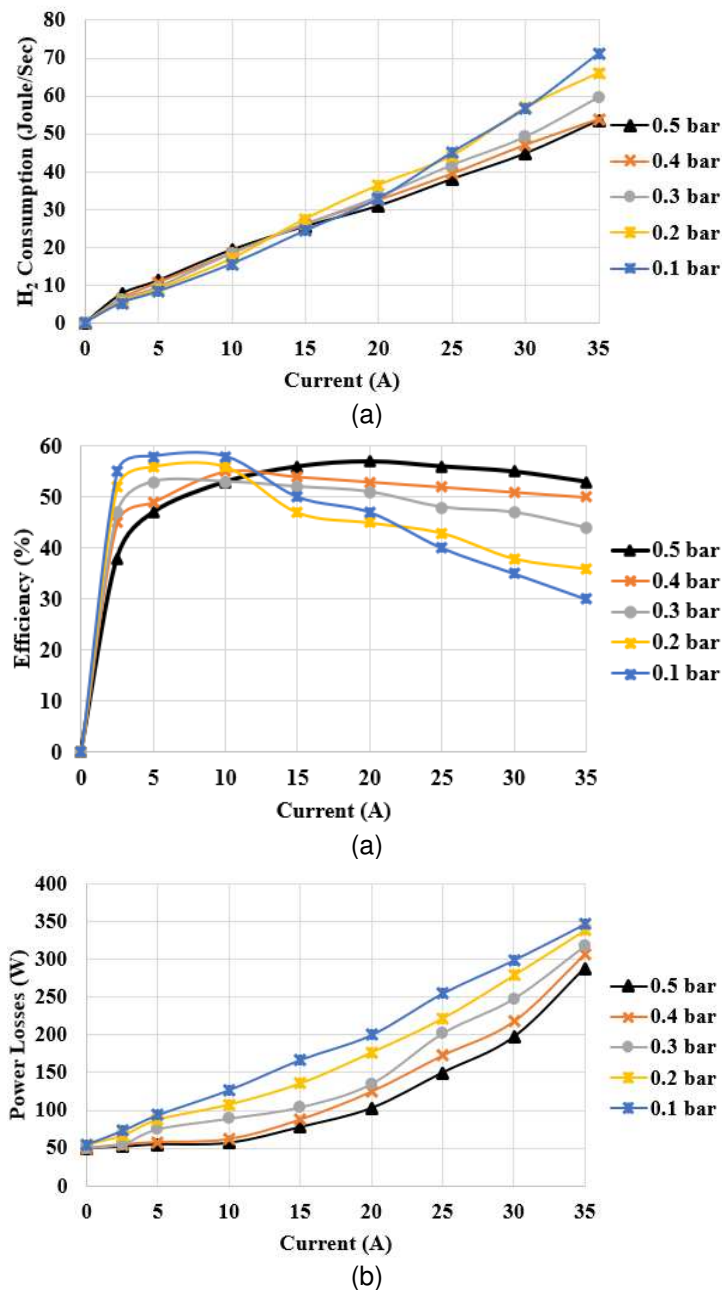 80
70
60
50
40
30
20
10
0
H₂ Consumption (Joule/Sec)
0 5 10 15 20 25 30 35
Current (A)
0.5 bar
0.4 bar
0.3 bar
0.2 bar
0.1 bar
(a)
60
50
40
30
20
10
0
Efficiency (%)
0 5 10 15 20 25 30 35
Current (A)
0.5 bar
0.4 bar
0.3 bar
0.2 bar
0.1 bar
(a)
400
350
300
250
200
150
100
50
0
Power Losses (W)
0 5 10 15 20 25 30 35
Current (A)
0.5 bar
0.4 bar
0.3 bar
0.2 bar
0.1 bar
(b)